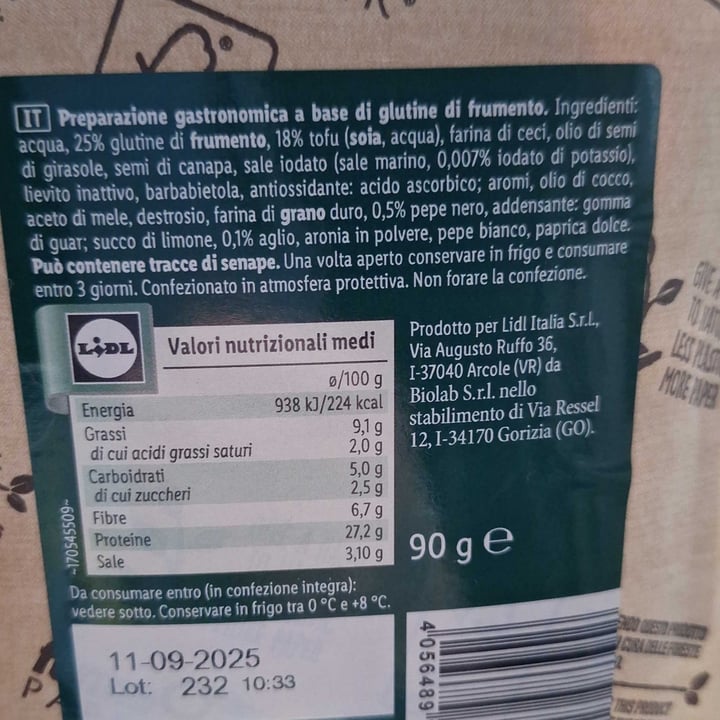 IT Preparazione gastronomica a base di glutine di frumento. Ingredienti:
acqua, 25% glutine di frumento, 18% tofu (soia, acqua), farina di ceci, olio di semi
di girasole, semi di canapa, sale iodato (sale marino, 0,007% iodato di potassio),
lievito inattivo, barbabietola, antiossidante: acido ascorbico; aromi, olio di cocco,
aceto di mele, destrosio, farina di grano duro, 0,5% pepe nero, addensante: gomma
di guar; succo di limone, 0,1% aglio, aronia in polvere, pepe bianco, paprica dolce.
Può contenere tracce di senape. Una volta aperto conservare in frigo e consumare
entro 3 giorni. Confezionato in atmosfera protettiva. Non forare la confezione.
LIDL
Valori nutrizionali medi
ø/100 g
Energia 938 kJ/224 kcal
Grassi 9,1 g
di cui acidi grassi saturi 2,0 g
Carboidrati 5,0 g
di cui zuccheri 2,5 g
Fibre 6,7 g
Proteine 27,2 g
Sale 3,10 g
Prodotto per Lidl Italia S.r.l.,
Via Augusto Ruffo 36,
I-37040 Arcole (VR) da
Biolab S.r.l. nello
stabilimento di Via Ressel
12, I-34170 Gorizia (GO).
90 g e
~170545509~
Da consumare entro (in confezione integra):
vedere sotto. Conservare in frigo tra 0 °C e +8 °C.
11-09-2025
Lot: 232 10:33
4 056489
LESS
MORE PAPER
THIS PRODUCT